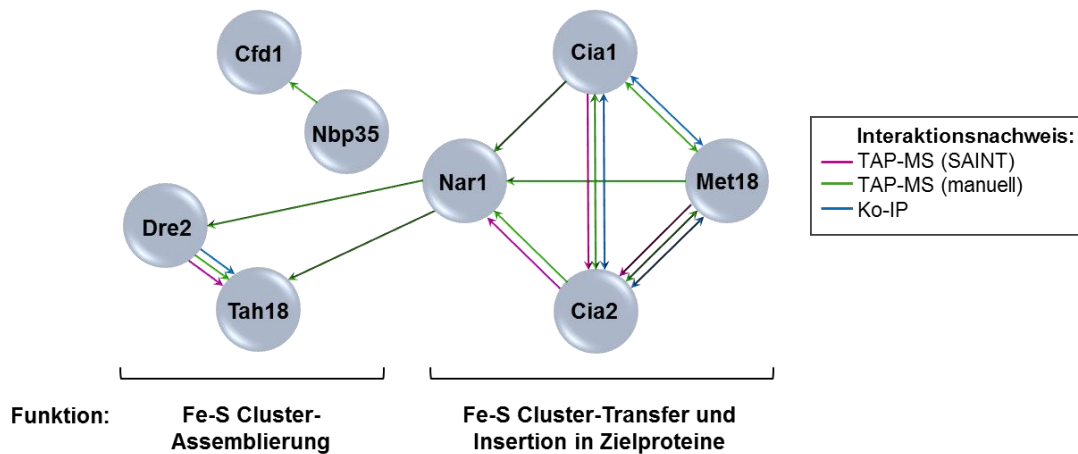 Cfd1
Cia1
Nbp35
Nar1
Met18
Dre2
Tah18
Cia2
Interaktionsnachweis:
TAP-MS (SAINT)
TAP-MS (manuell)
Ko-IP
Funktion:
Fe-S Cluster-
Assemblierung
Fe-S Cluster-Transfer und
Insertion in Zielproteine